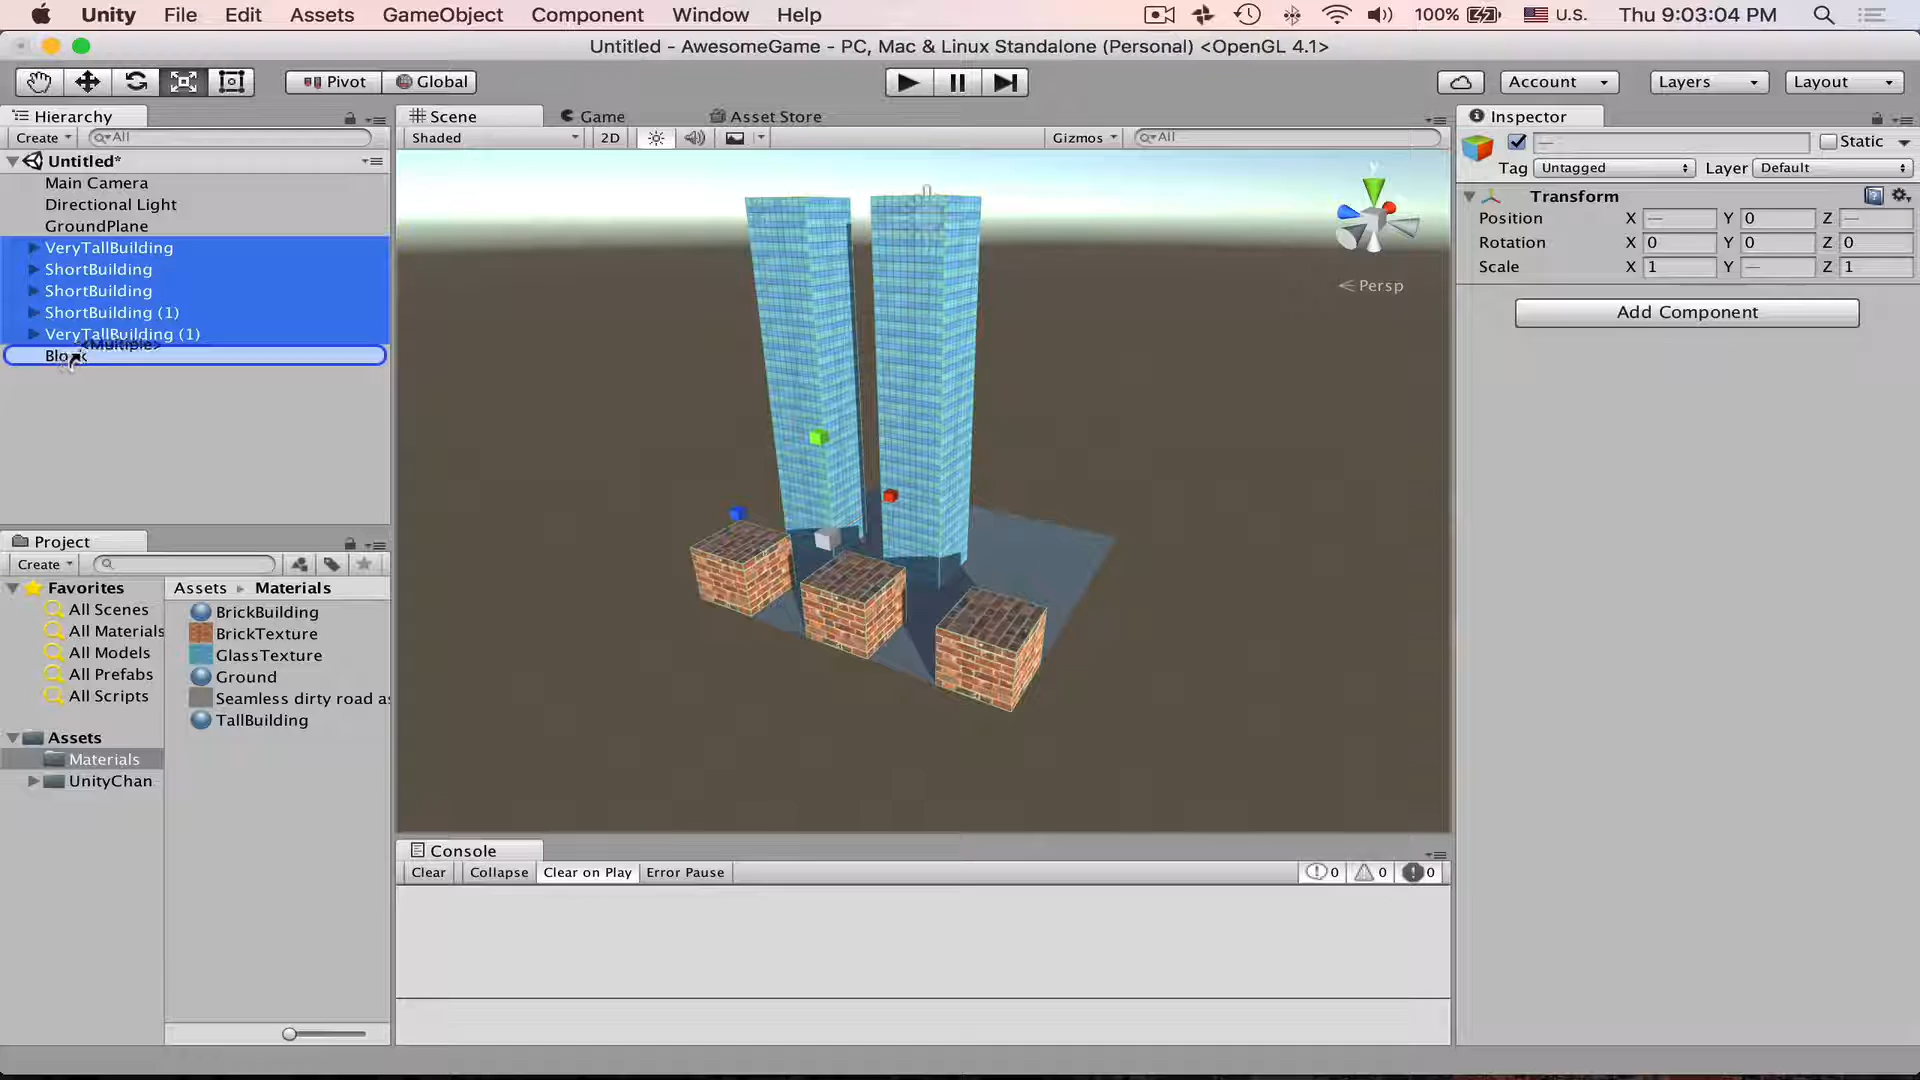 Unity File Edit Assets GameObject Component Window Help 100% U.S. Thu 9:03:04 PM
Untitled - AwesomeGame - PC, Mac & Linux Standalone (Personal) <OpenGL 4.1>
Pivot Global Account Layers Layout
Hierarchy
Create All
Untitled*
Main Camera
Directional Light
GroundPlane
VeryTallBuilding
ShortBuilding
ShortBuilding
ShortBuilding (1)
VeryTallBuilding (1)
<Multiple>
Scene Game Asset Store
Shaded 2D Gizmos All
Y
Persp
Inspector
— Static
Tag Untagged Layer Default
Transform
Position X — Y 0 Z —
Rotation X 0 Y 0 Z 0
Scale X 1 Y — Z 1
Add Component
Project
Create
Favorites
All Scenes
All Materials
All Models
All Prefabs
All Scripts
Assets
Materials
UnityChan
Assets Materials
BrickBuilding
BrickTexture
GlassTexture
Ground
Seamless dirty road as
TallBuilding
Console
Clear Collapse Clear on Play Error Pause 0 0 0